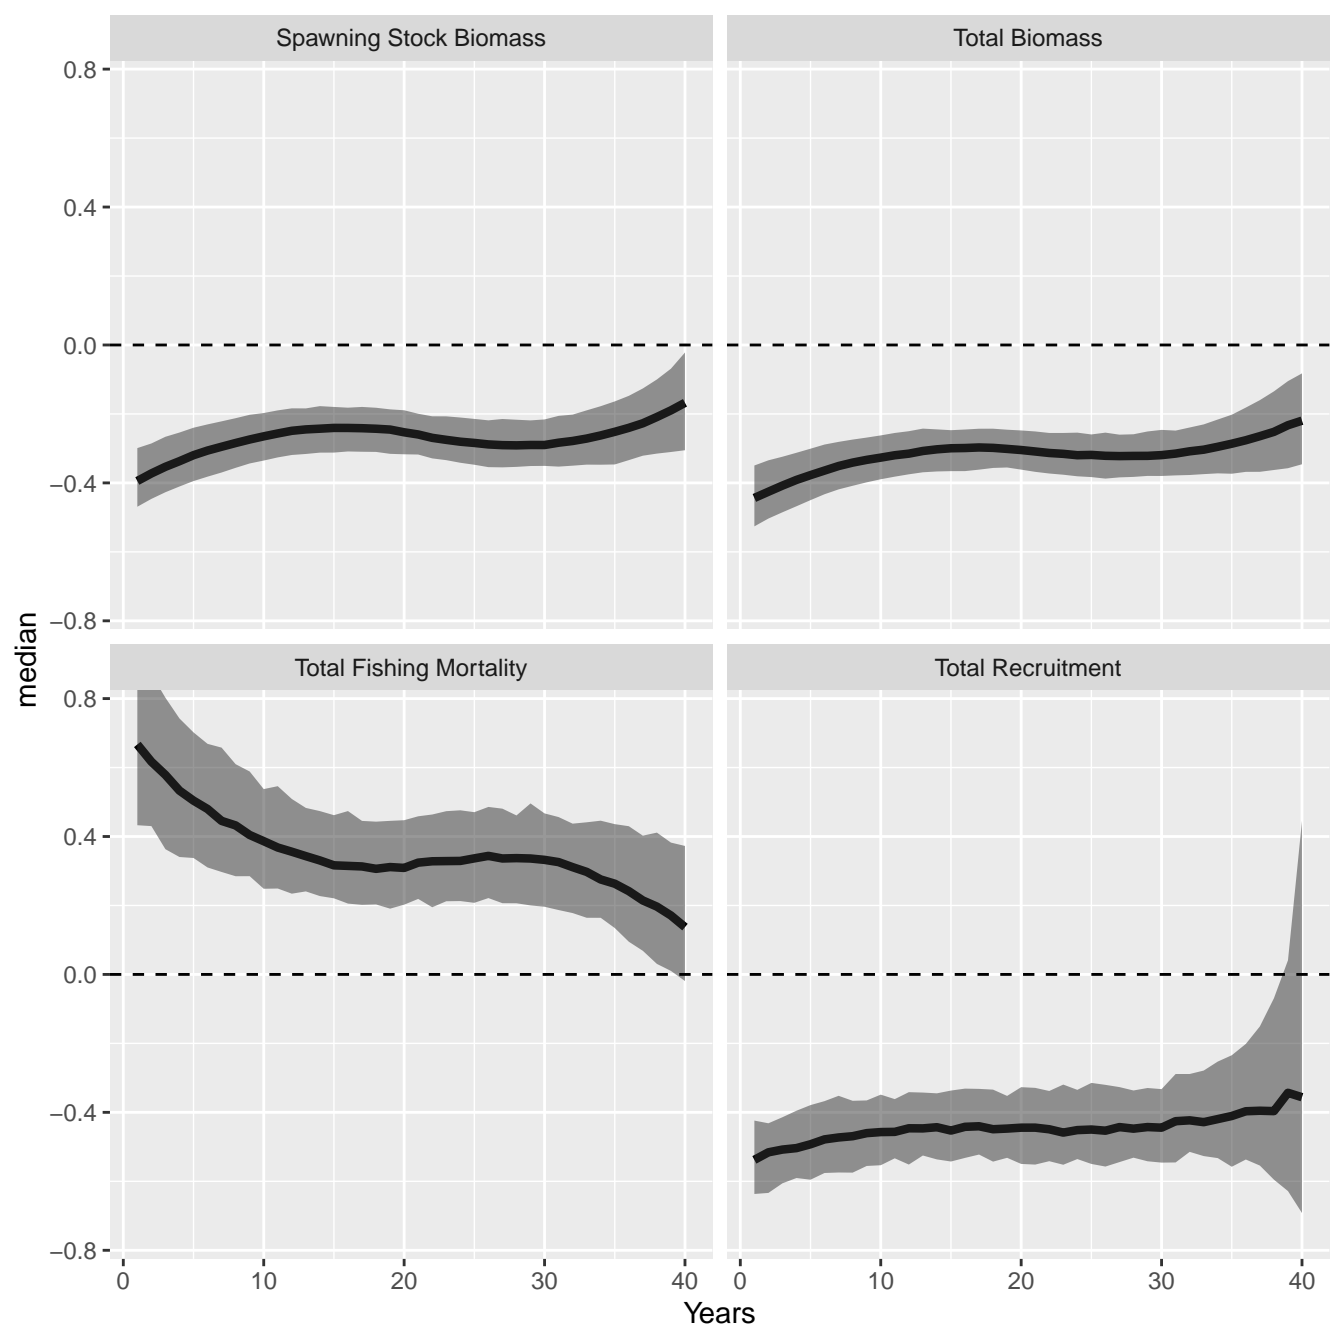 Spawning Stock Biomass
Total Biomass
0.8
0.4
0.0
−0.4
−0.8
median
Total Fishing Mortality
Total Recruitment
0.8
0.4
0.0
−0.4
−0.8
0 10 20 30 40
0 10 20 30 40
Years